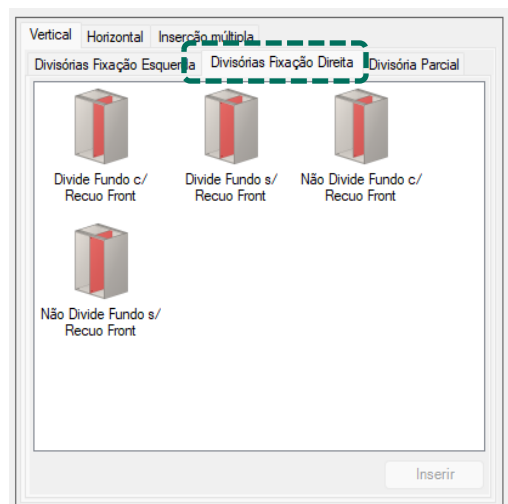 Vertical Horizontal Inserção múltipla
Divisórias Fixação Esquerda Divisórias Fixação Direita Divisória Parcial
Divide Fundo c/ Divide Fundo s/ Não Divide Fundo c/
Recuo Front Recuo Front Recuo Front
Não Divide Fundo s/
Recuo Front
Inserir